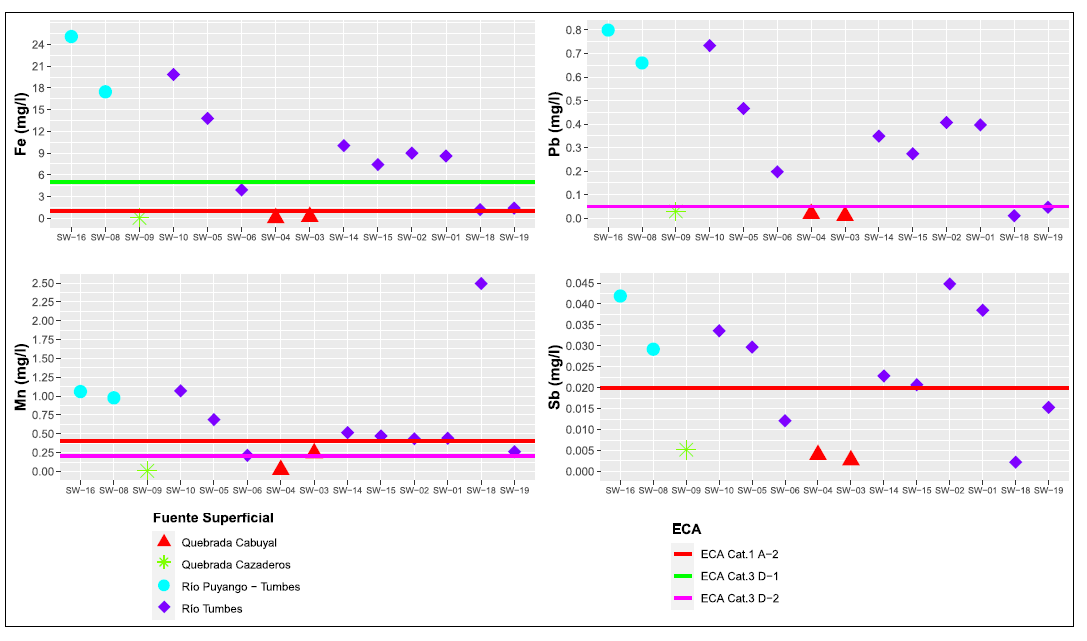 Fe (mg/l)
24
21
18
15
12
9
6
3
0
SW−16 SW−08 SW−09 SW−10 SW−05 SW−06 SW−04 SW−03 SW−14 SW−15 SW−02 SW−01 SW−18 SW−19
Pb (mg/l)
0.8
0.7
0.6
0.5
0.4
0.3
0.2
0.1
0.0
SW−16 SW−08 SW−09 SW−10 SW−05 SW−06 SW−04 SW−03 SW−14 SW−15 SW−02 SW−01 SW−18 SW−19
Mn (mg/l)
2.50
2.25
2.00
1.75
1.50
1.25
1.00
0.75
0.50
0.25
0.00
SW−16 SW−08 SW−09 SW−10 SW−05 SW−06 SW−04 SW−03 SW−14 SW−15 SW−02 SW−01 SW−18 SW−19
Sb (mg/l)
0.045
0.040
0.035
0.030
0.025
0.020
0.015
0.010
0.005
0.000
SW−16 SW−08 SW−09 SW−10 SW−05 SW−06 SW−04 SW−03 SW−14 SW−15 SW−02 SW−01 SW−18 SW−19
Fuente Superficial
Quebrada Cabuyal
Quebrada Cazaderos
Río Puyango − Tumbes
Río Tumbes
ECA
ECA Cat.1 A−2
ECA Cat.3 D−1
ECA Cat.3 D−2